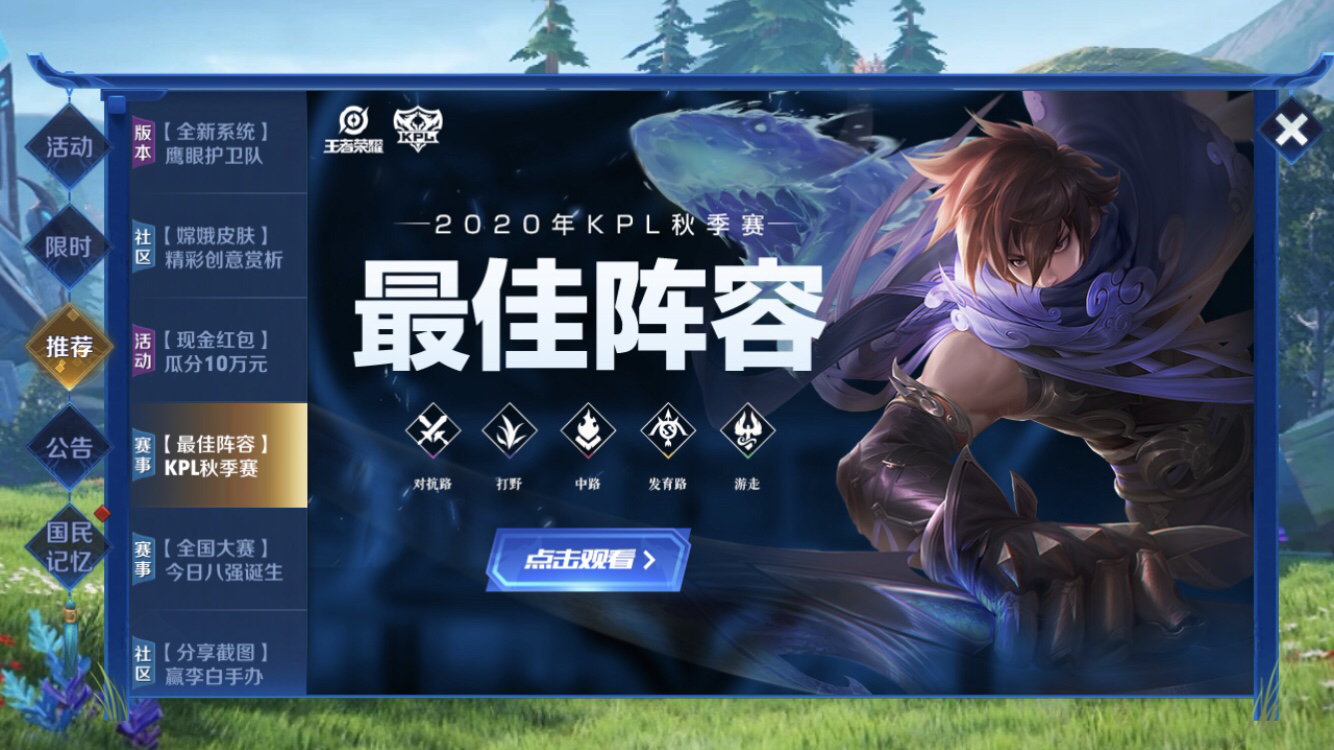 活动
限时
推荐
公告
国民
记忆
版本
【全新系统】
鹰眼护卫队
社区
【嫦娥皮肤】
精彩创意赏析
活动
【现金红包】
瓜分10万元
赛事
【最佳阵容】
KPL秋季赛
赛事
【全国大赛】
今日八强诞生
社区
【分享截图】
赢李白手办
王者荣耀
KPL
2020年KPL秋季赛
最佳阵容
对抗路
打野
中路
发育路
游走
点击观看